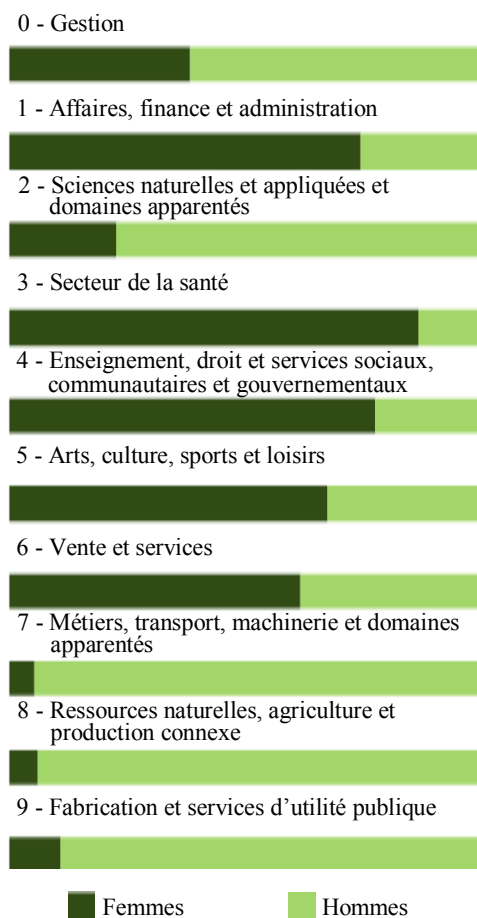 0 - Gestion
1 - Affaires, finance et administration
2 - Sciences naturelles et appliquées et
domaines apparentés
3 - Secteur de la santé
4 - Enseignement, droit et services sociaux,
communautaires et gouvernementaux
5 - Arts, culture, sports et loisirs
6 - Vente et services
7 - Métiers, transport, machinerie et domaines
apparentés
8 - Ressources naturelles, agriculture et
production connexe
9 - Fabrication et services d’utilité publique
Femmes Hommes